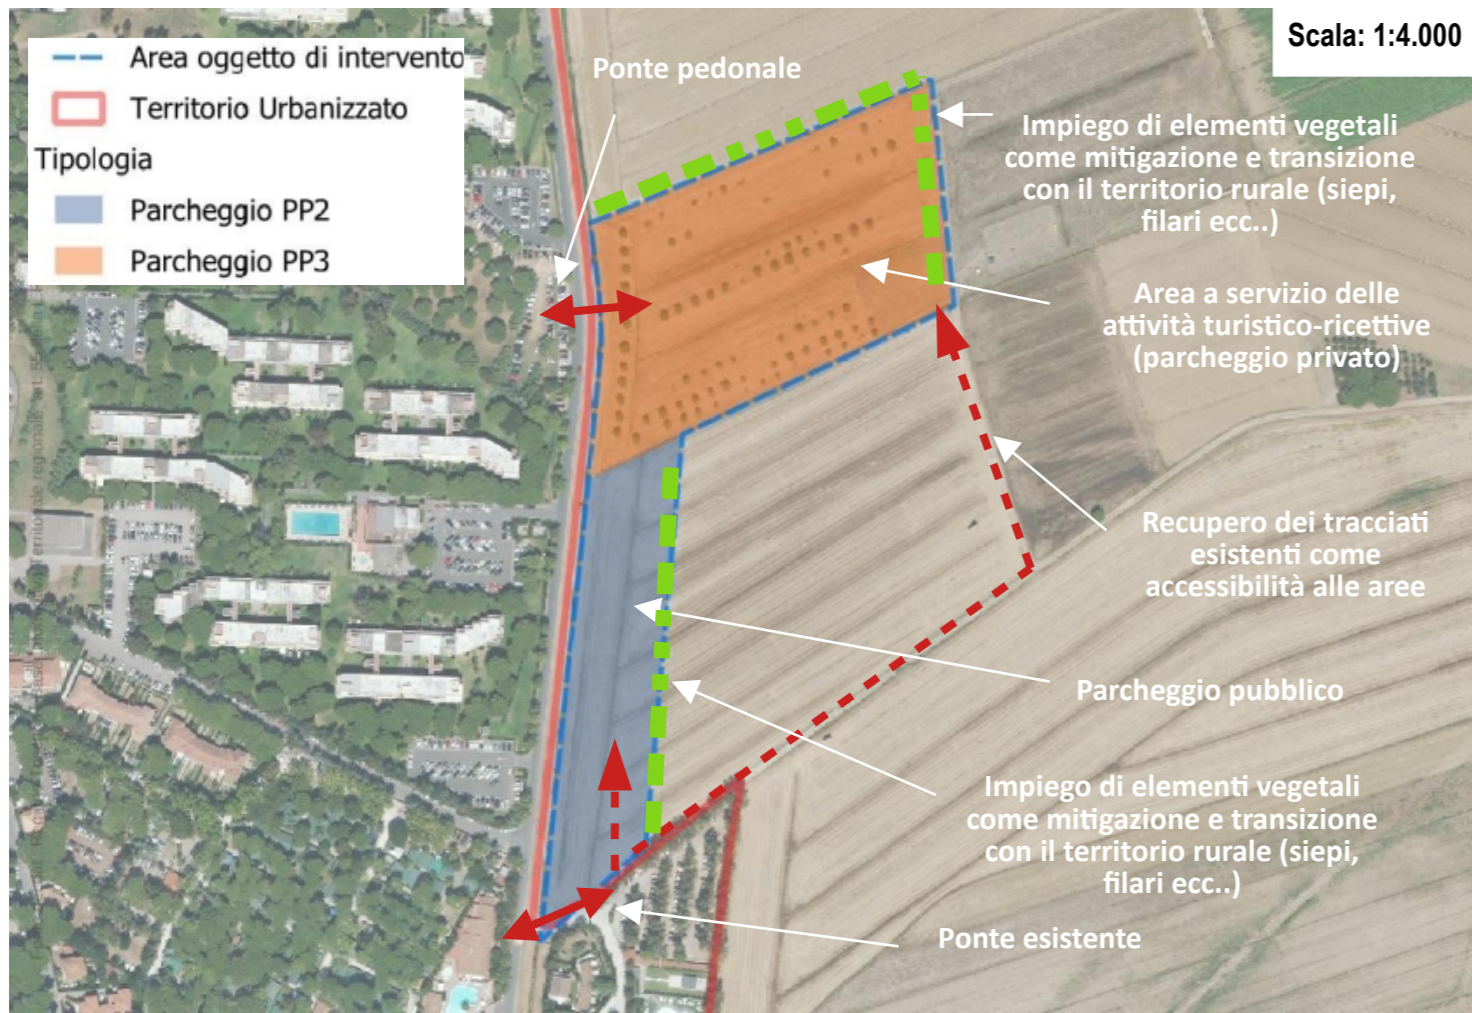 Scala: 1:4.000
Area oggetto di intervento
Territorio Urbanizzato
Tipologia
Parcheggio PP2
Parcheggio PP3
Ponte pedonale
Impiego di elementi vegetali
come mitigazione e transizione
con il territorio rurale (siepi,
filari ecc..)
Area a servizio delle
attività turistico-ricettive
(parcheggio privato)
Recupero dei tracciati
esistenti come
accessibilità alle aree
Parcheggio pubblico
Impiego di elementi vegetali
come mitigazione e transizione
con il territorio rurale (siepi,
filari ecc..)
Ponte esistente